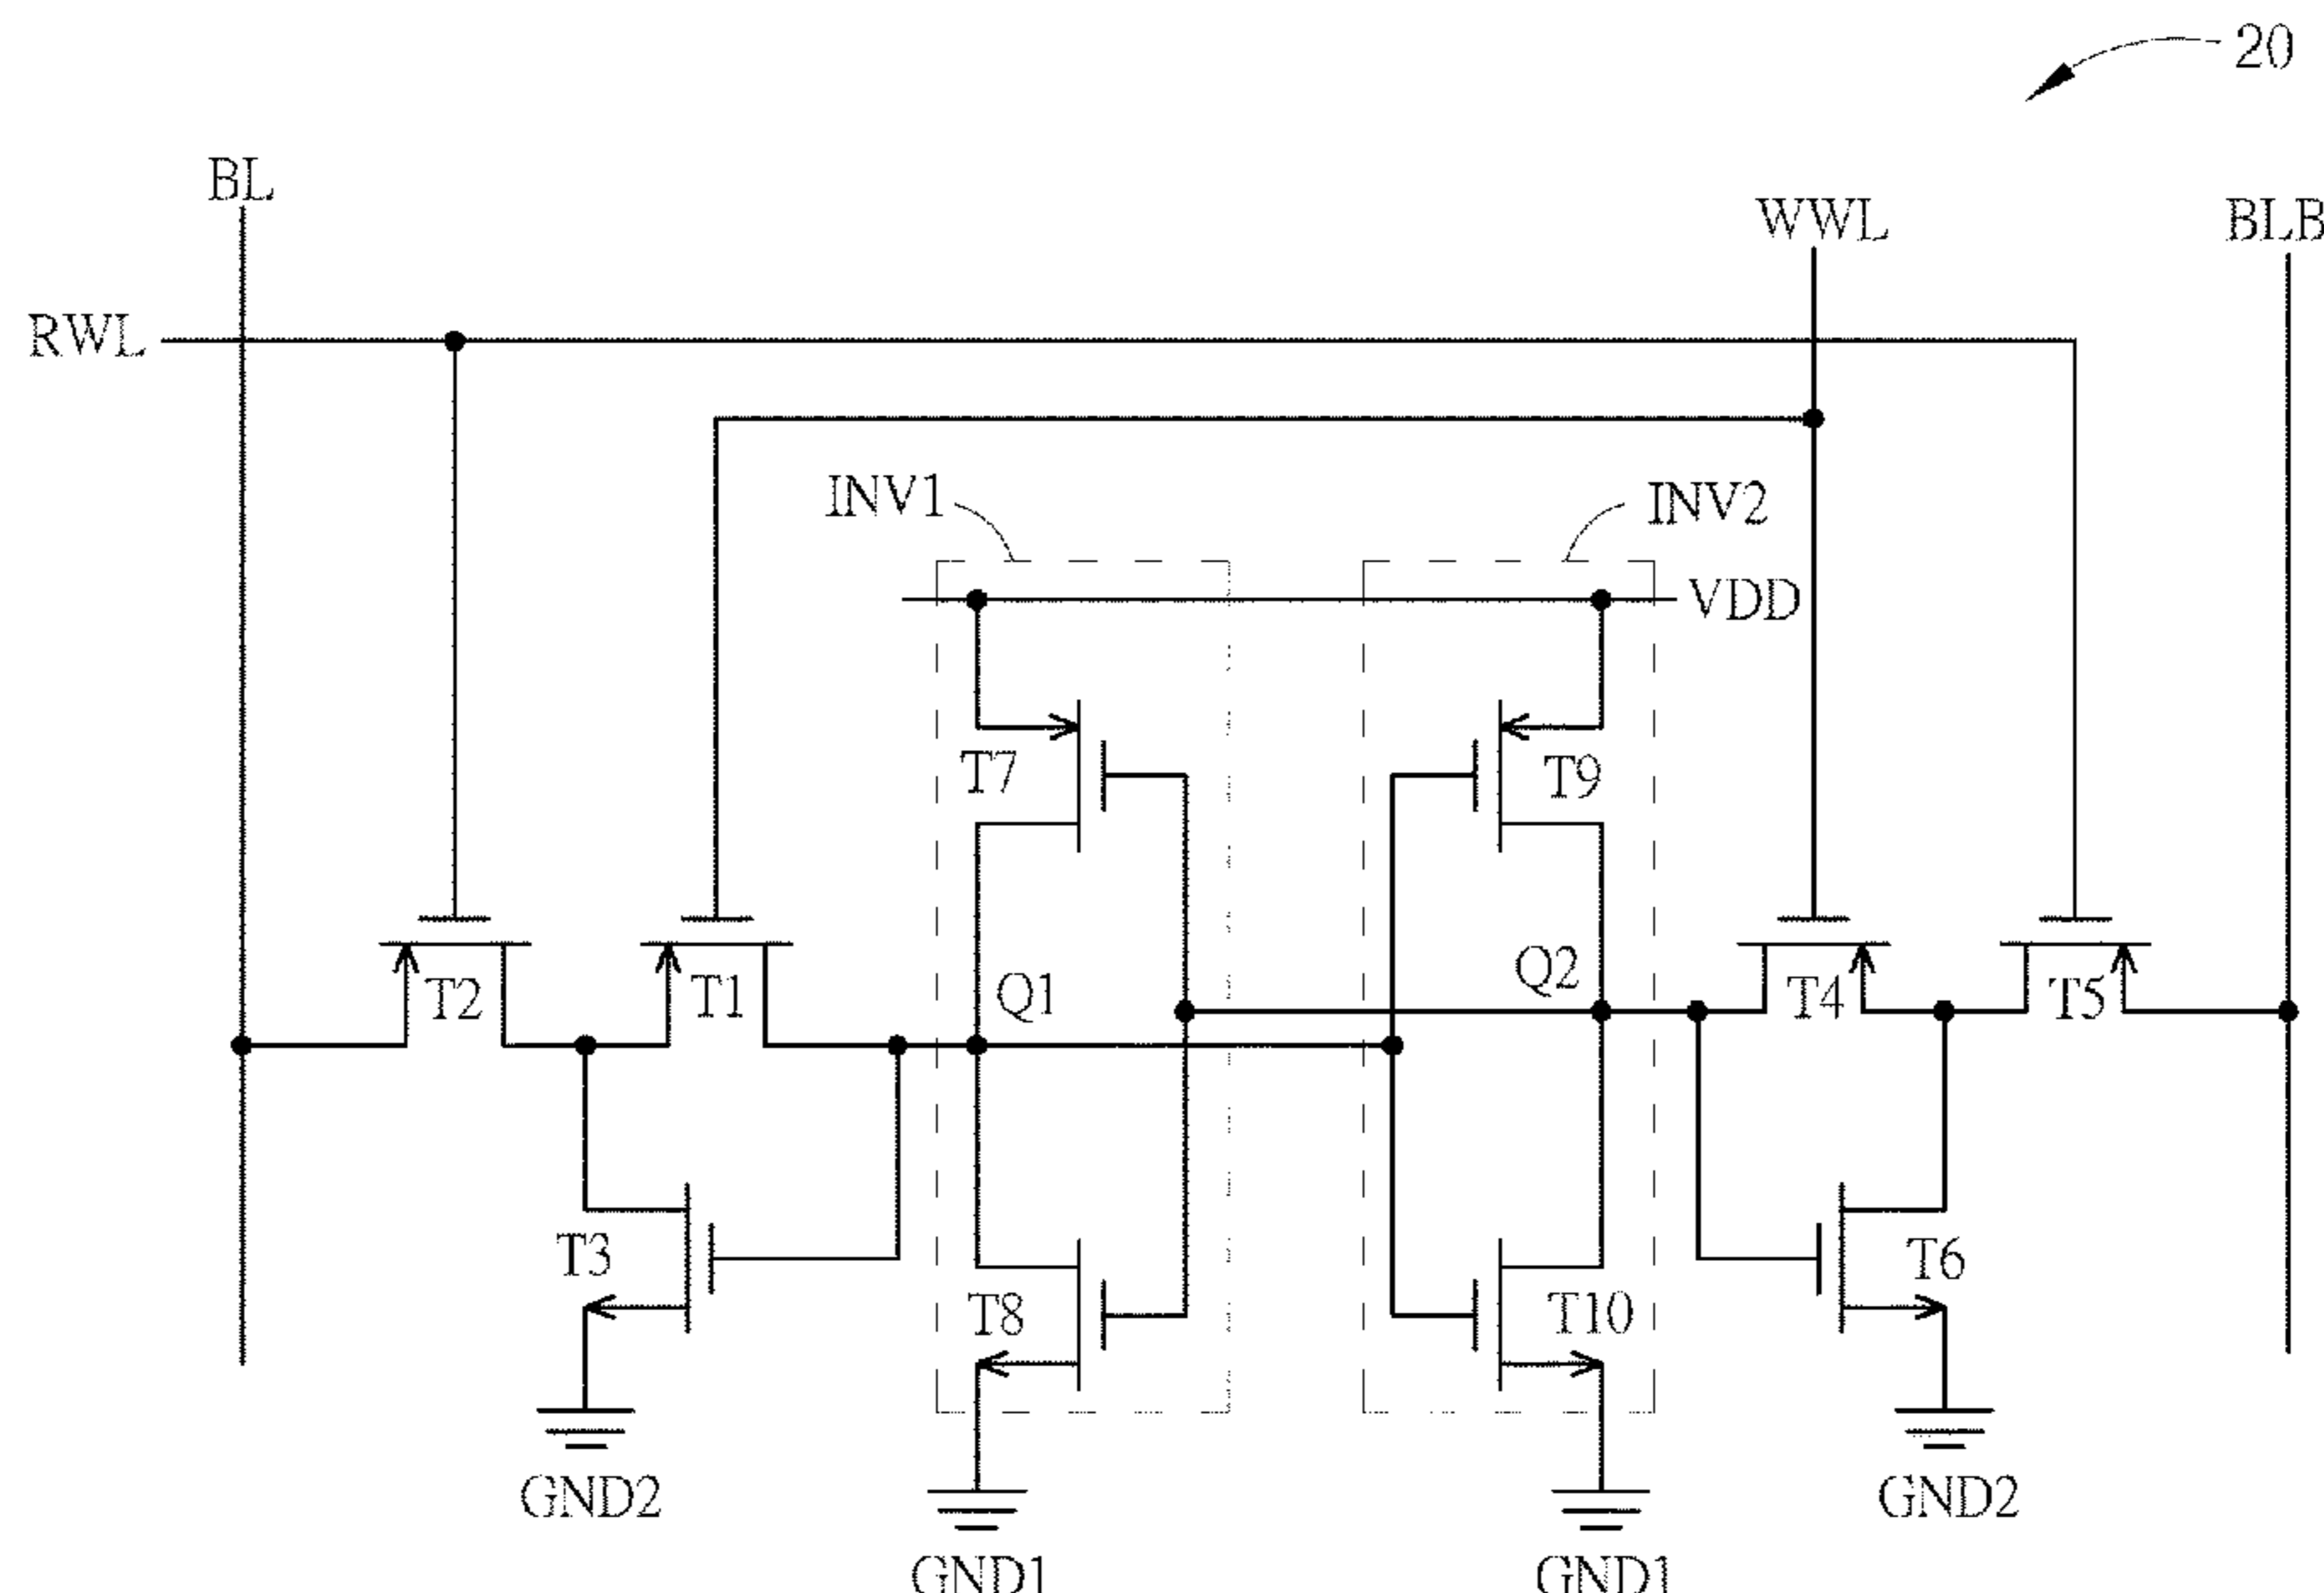 20
BL
WWL
BLB
RWL
INV1
INV2
VDD
T7
T9
T2
T1
Q1
Q2
T4
T5
T3
T8
T10
T6
GND2
GND1
GND1
GND2